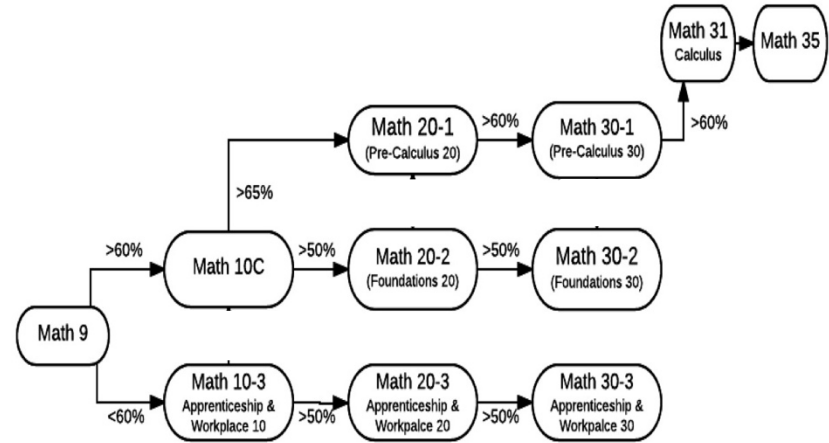 Math 31
Calculus
Math 35
Math 20-1
(Pre-Calculus 20)
>60%
Math 30-1
(Pre-Calculus 30)
>60%
>65%
>60%
Math 10C
>50%
Math 20-2
(Foundations 20)
>50%
Math 30-2
(Foundations 30)
Math 9
<60%
Math 10-3
Apprenticeship &
Workplace 10
>50%
Math 20-3
Apprenticeship &
Workpalce 20
>50%
Math 30-3
Apprenticeship &
Workpalce 30